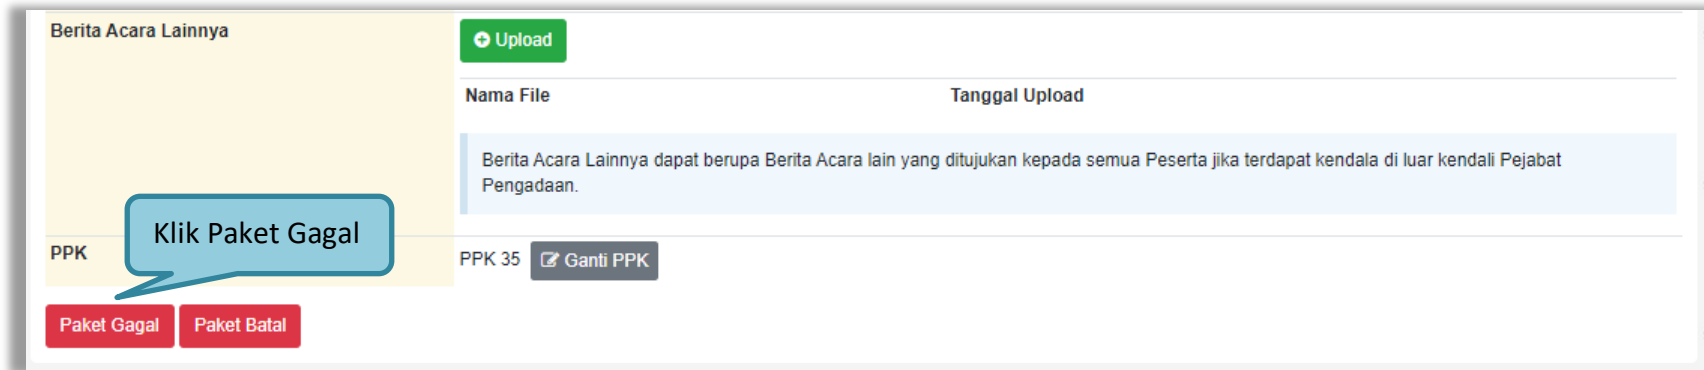 Berita Acara Lainnya
Upload
Nama File
Tanggal Upload
Berita Acara Lainnya dapat berupa Berita Acara lain yang ditujukan kepada semua Peserta jika terdapat kendala di luar kendali Pejabat
Pengadaan.
Klik Paket Gagal
PPK
PPK 35
Ganti PPK
Paket Gagal
Paket Batal